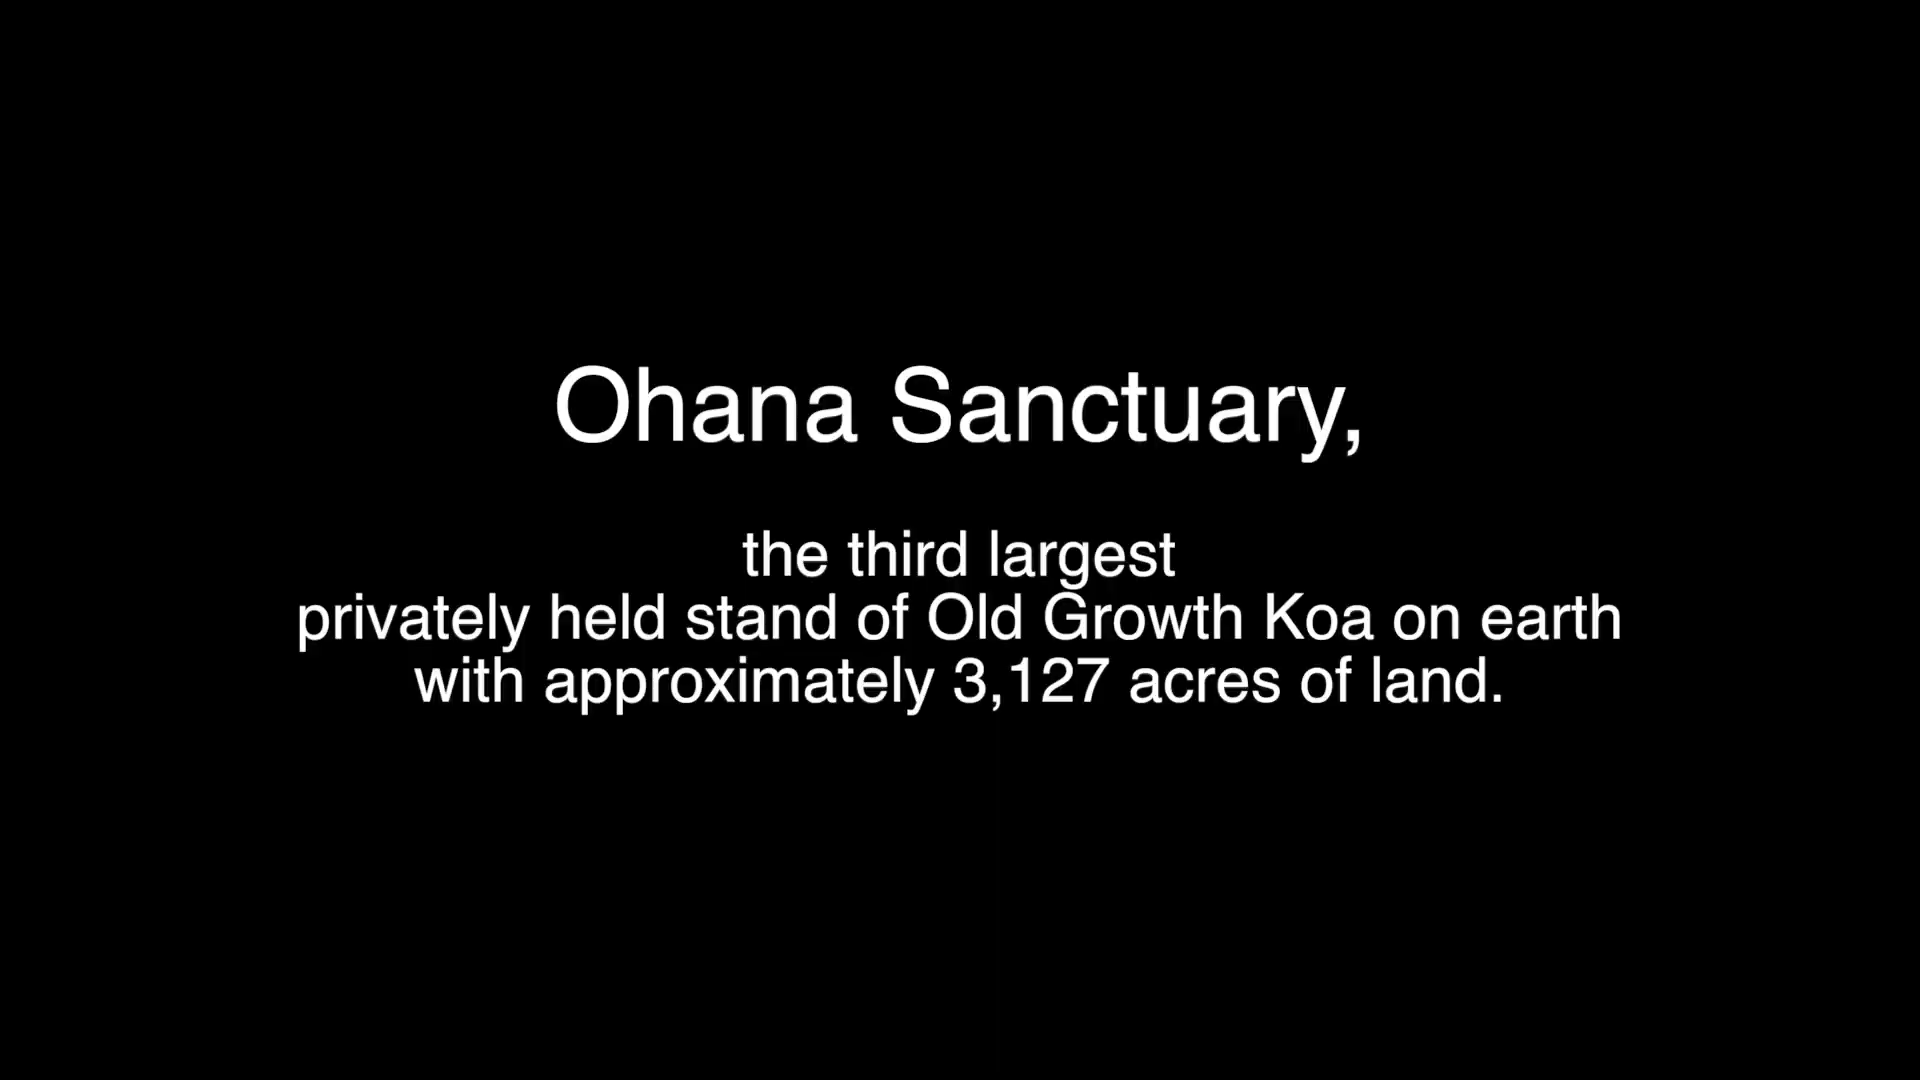 Ohana Sanctuary,
the third largest
privately held stand of Old Growth Koa on earth
with approximately 3,127 acres of land.